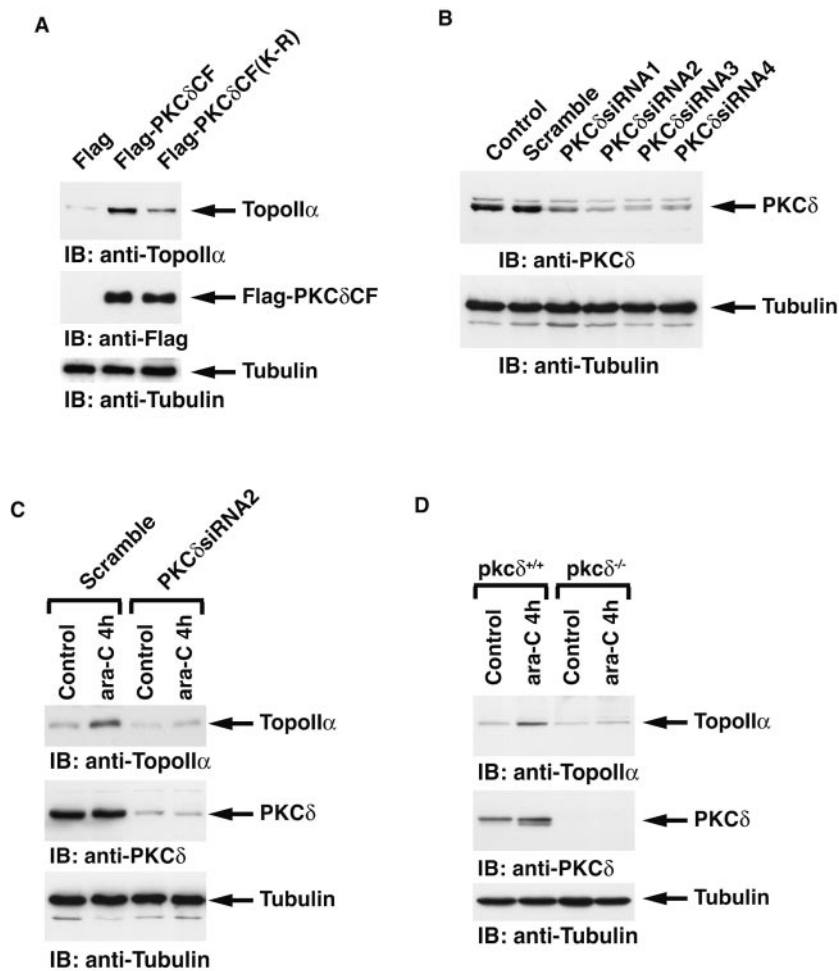 A
Flag
Flag-PKCδCF
Flag-PKCδCF(K-R)
TopoIIα
IB: anti-TopoIIα
Flag-PKCδCF
IB: anti-Flag
Tubulin
IB: anti-Tubulin
B
Control
Scramble
PKCδsiRNA1
PKCδsiRNA2
PKCδsiRNA3
PKCδsiRNA4
PKCδ
IB: anti-PKCδ
Tubulin
IB: anti-Tubulin
C
Scramble
PKCδsiRNA2
Control
ara-C 4h
Control
ara-C 4h
TopoIIα
IB: anti-TopoIIα
PKCδ
IB: anti-PKCδ
Tubulin
IB: anti-Tubulin
D
pkcδ+/+
pkcδ-/-
Control
ara-C 4h
Control
ara-C 4h
TopoIIα
IB: anti-TopoIIα
PKCδ
IB: anti-PKCδ
Tubulin
IB: anti-Tubulin